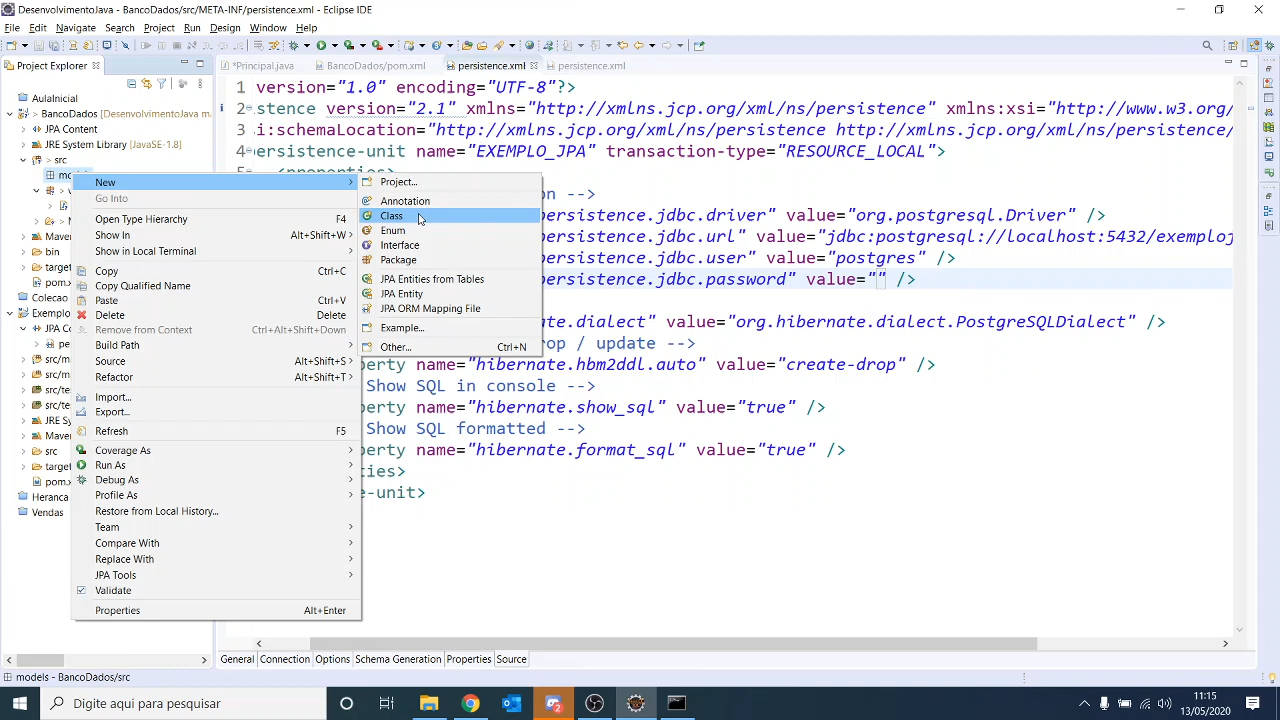 DesenvolvimentoJava - BancoDados/src/META-INF/persistence.xml - Eclipse IDE
File Edit Navigate Search Project Run Design Window Help
Project Explorer
*Principal.java BancoDados/pom.xml persistence.xml persistence.xml
AulaInicial
BancoDados [DesenvolvimentoJava m
JPA Content
JRE System Library [JavaSE-1.8]
src
Maven
bin
target
pom.x
Colecao
Exemplo
JPA Co
pe
src/m
src/m
src/te
src/te
JRE Sy
Maven
src
target
pom.x
Heranca
Vendas
New
Go Into
Open Type Hierarchy F4
Show In Alt+Shift+W
Show in Local Terminal
Copy Ctrl+C
Copy Qualified Name
Paste Ctrl+V
Delete Delete
Remove from Context Ctrl+Alt+Shift+Down
Build Path
Source Alt+Shift+S
Refactor Alt+Shift+T
Import...
Export...
Refresh F5
Coverage As
Run As
Debug As
Profile As
Restore from Local History...
Team
Compare With
Replace With
JPA Tools
Validate
Properties Alt+Enter
Project...
Annotation
Class
Enum
Interface
Package
JPA Entities from Tables
JPA Entity
JPA ORM Mapping File
Example...
Other... Ctrl+N
1 version="1.0" encoding="UTF-8"?>
2 istence version="2.1" xmlns="http://xmlns.jcp.org/xml/ns/persistence" xmlns:xsi="http://www.w3.org/
3 i:schemaLocation="http://xmlns.jcp.org/xml/ns/persistence http://xmlns.jcp.org/xml/ns/persistence/
4 ersistence-unit name="EXEMPLO_JPA" transaction-type="RESOURCE_LOCAL">
5 <properties>
on -->
persistence.jdbc.driver" value="org.postgresql.Driver" />
persistence.jdbc.url" value="jdbc:postgresql://localhost:5432/exemploj
persistence.jdbc.user" value="postgres" />
persistence.jdbc.password" value="" />
te.dialect" value="org.hibernate.dialect.PostgreSQLDialect" />
op / update -->
perty name="hibernate.hbm2ddl.auto" value="create-drop" />
Show SQL in console -->
perty name="hibernate.show_sql" value="true" />
Show SQL formatted -->
perty name="hibernate.format_sql" value="true" />
ties>
e-unit>
General Connection Options Schema Generation Properties Source
models - BancoDados/src
Digite aqui para pesquisar
11:15
13/05/2020